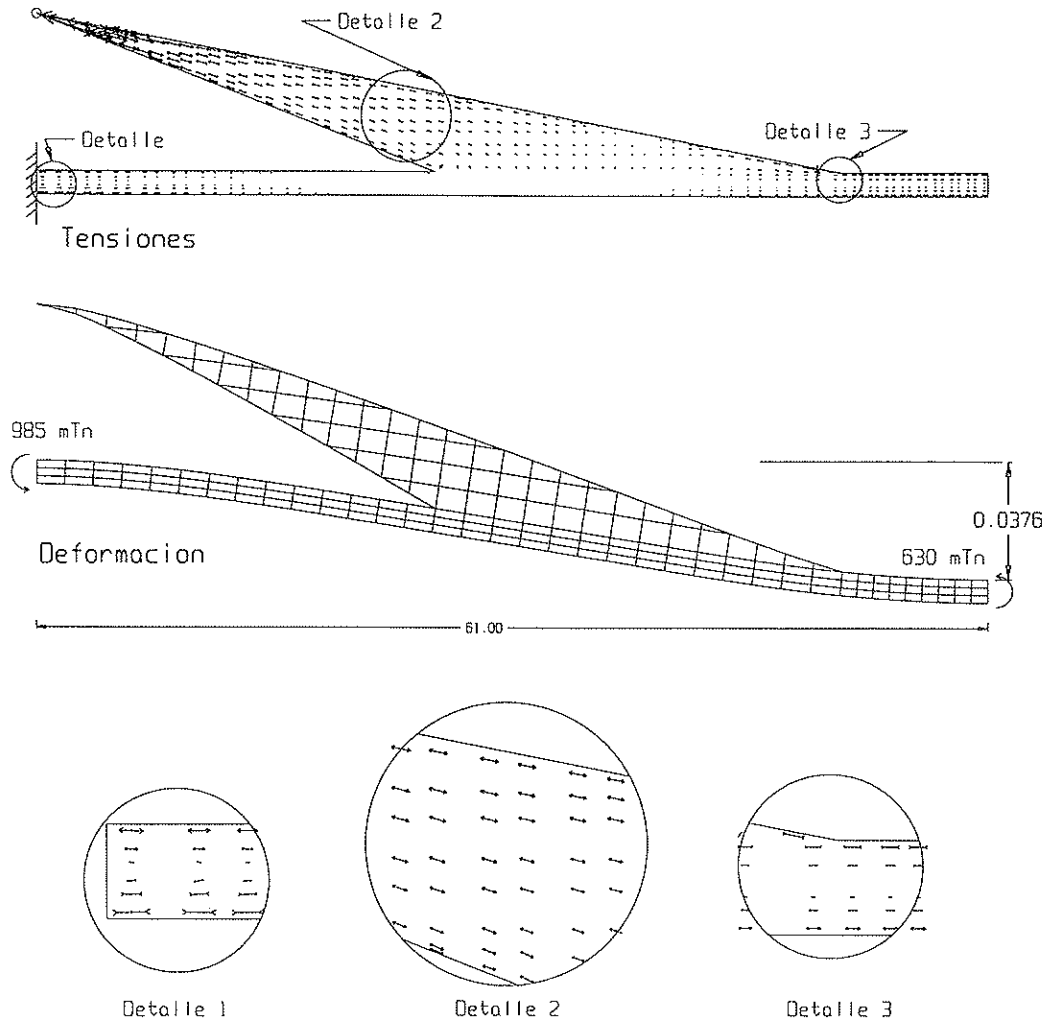 Detalle 2
Detalle
Detalle 3
Tensiones
985 mTn
0.0376
Deformacion
630 mTn
61.00
Detalle 1
Detalle 2
Detalle 3